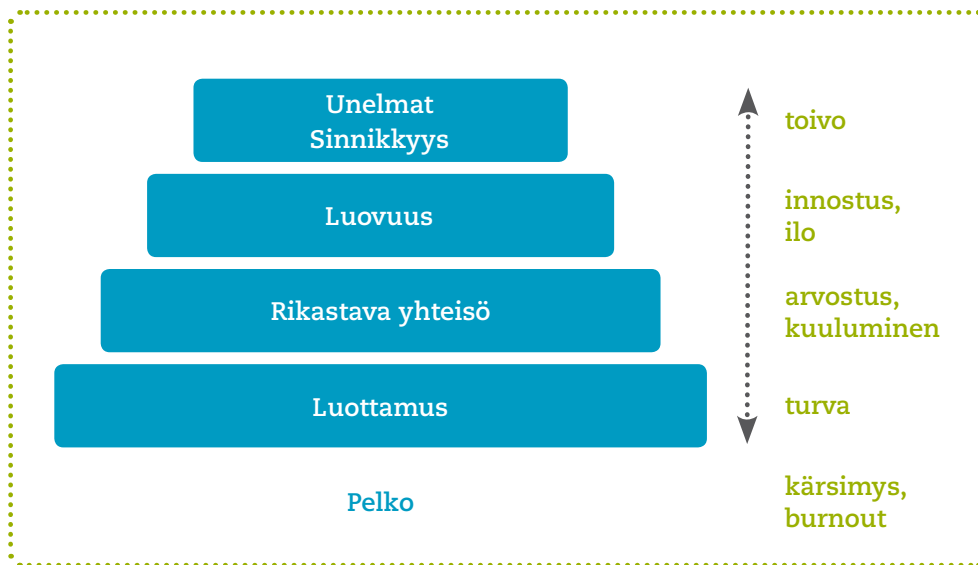 Unelmat
Sinnikkyys
toivo
Luovuus
innostus,
ilo
Rikastava yhteisö
arvostus,
kuuluminen
Luottamus
turva
Pelko
kärsimys,
burnout